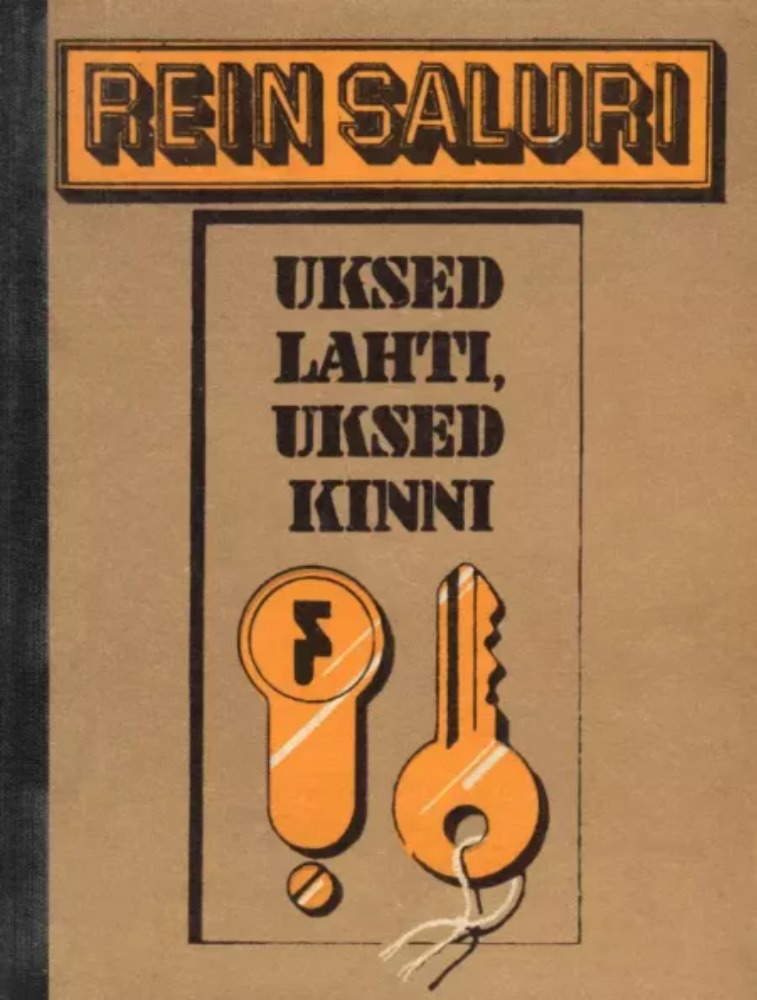 REIN SALURI
UKSED
LAHTI,
UKSED
KINNI